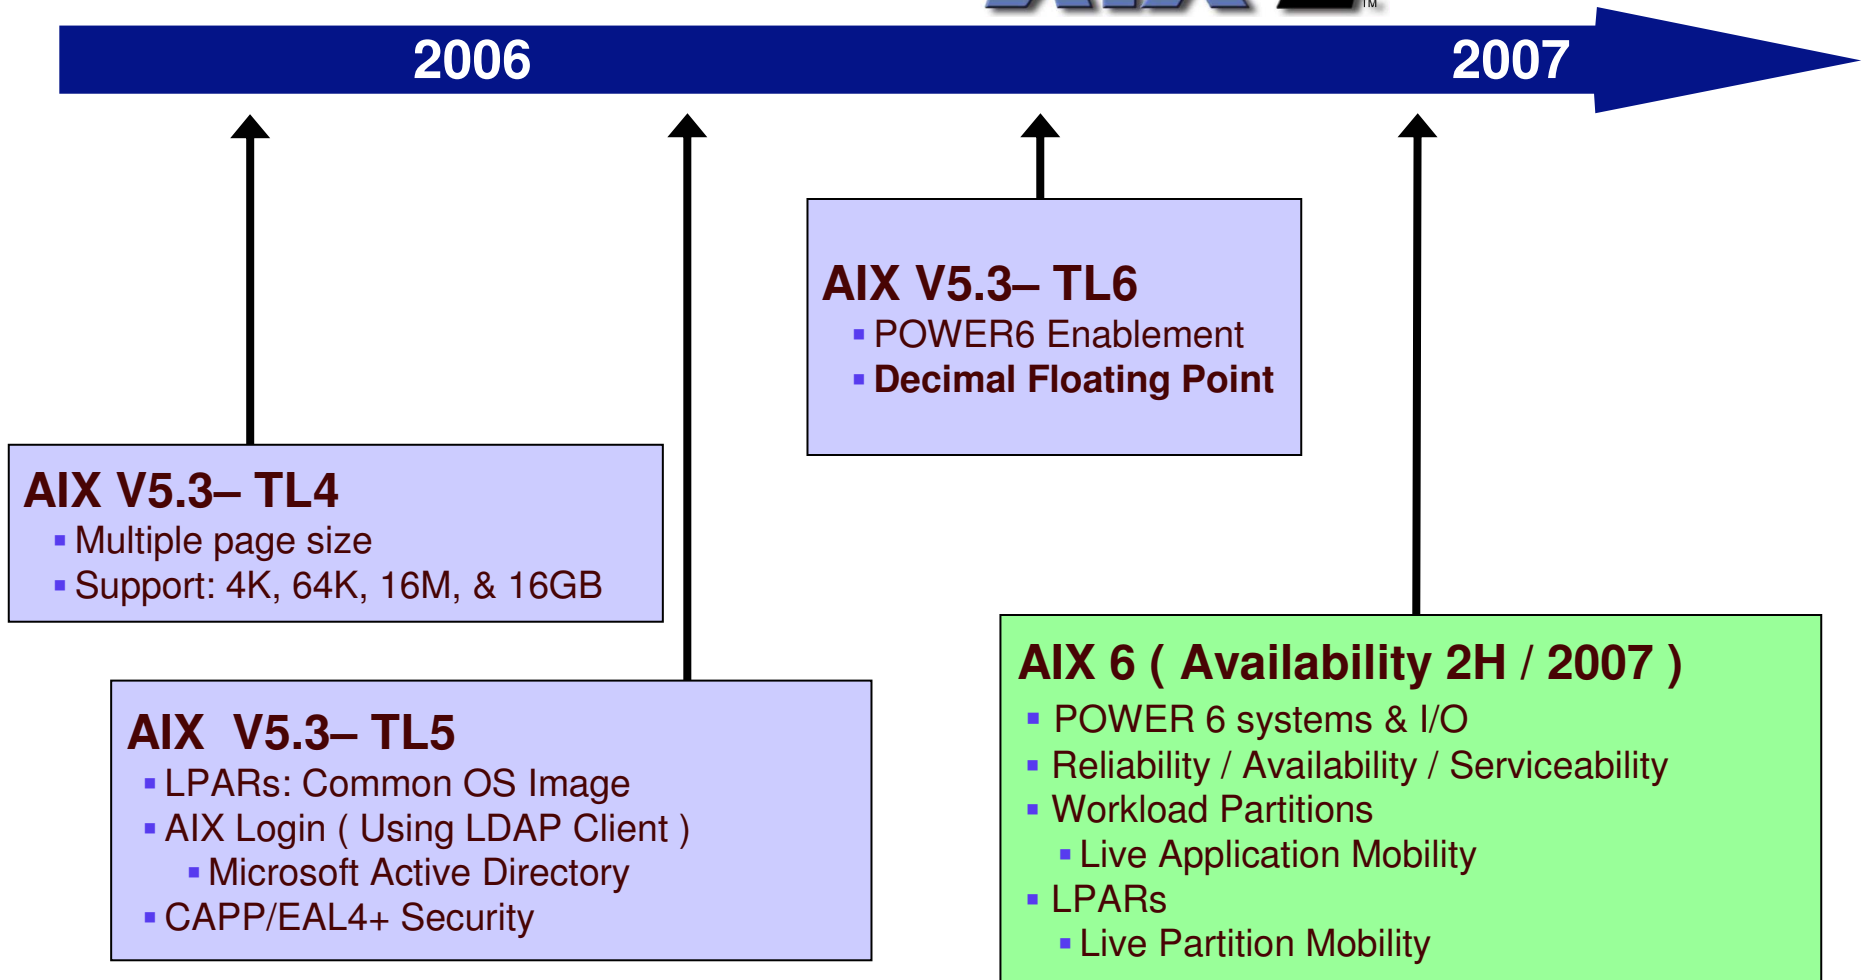 TM
2006
2007
AIX V5.3– TL6
▪ POWER6 Enablement
▪ Decimal Floating Point
AIX V5.3– TL4
▪ Multiple page size
▪ Support: 4K, 64K, 16M, & 16GB
AIX V5.3– TL5
▪ LPARs: Common OS Image
▪ AIX Login ( Using LDAP Client )
▪ Microsoft Active Directory
▪ CAPP/EAL4+ Security
AIX 6 ( Availability 2H / 2007 )
▪ POWER 6 systems & I/O
▪ Reliability / Availability / Serviceability
▪ Workload Partitions
▪ Live Application Mobility
▪ LPARs
▪ Live Partition Mobility